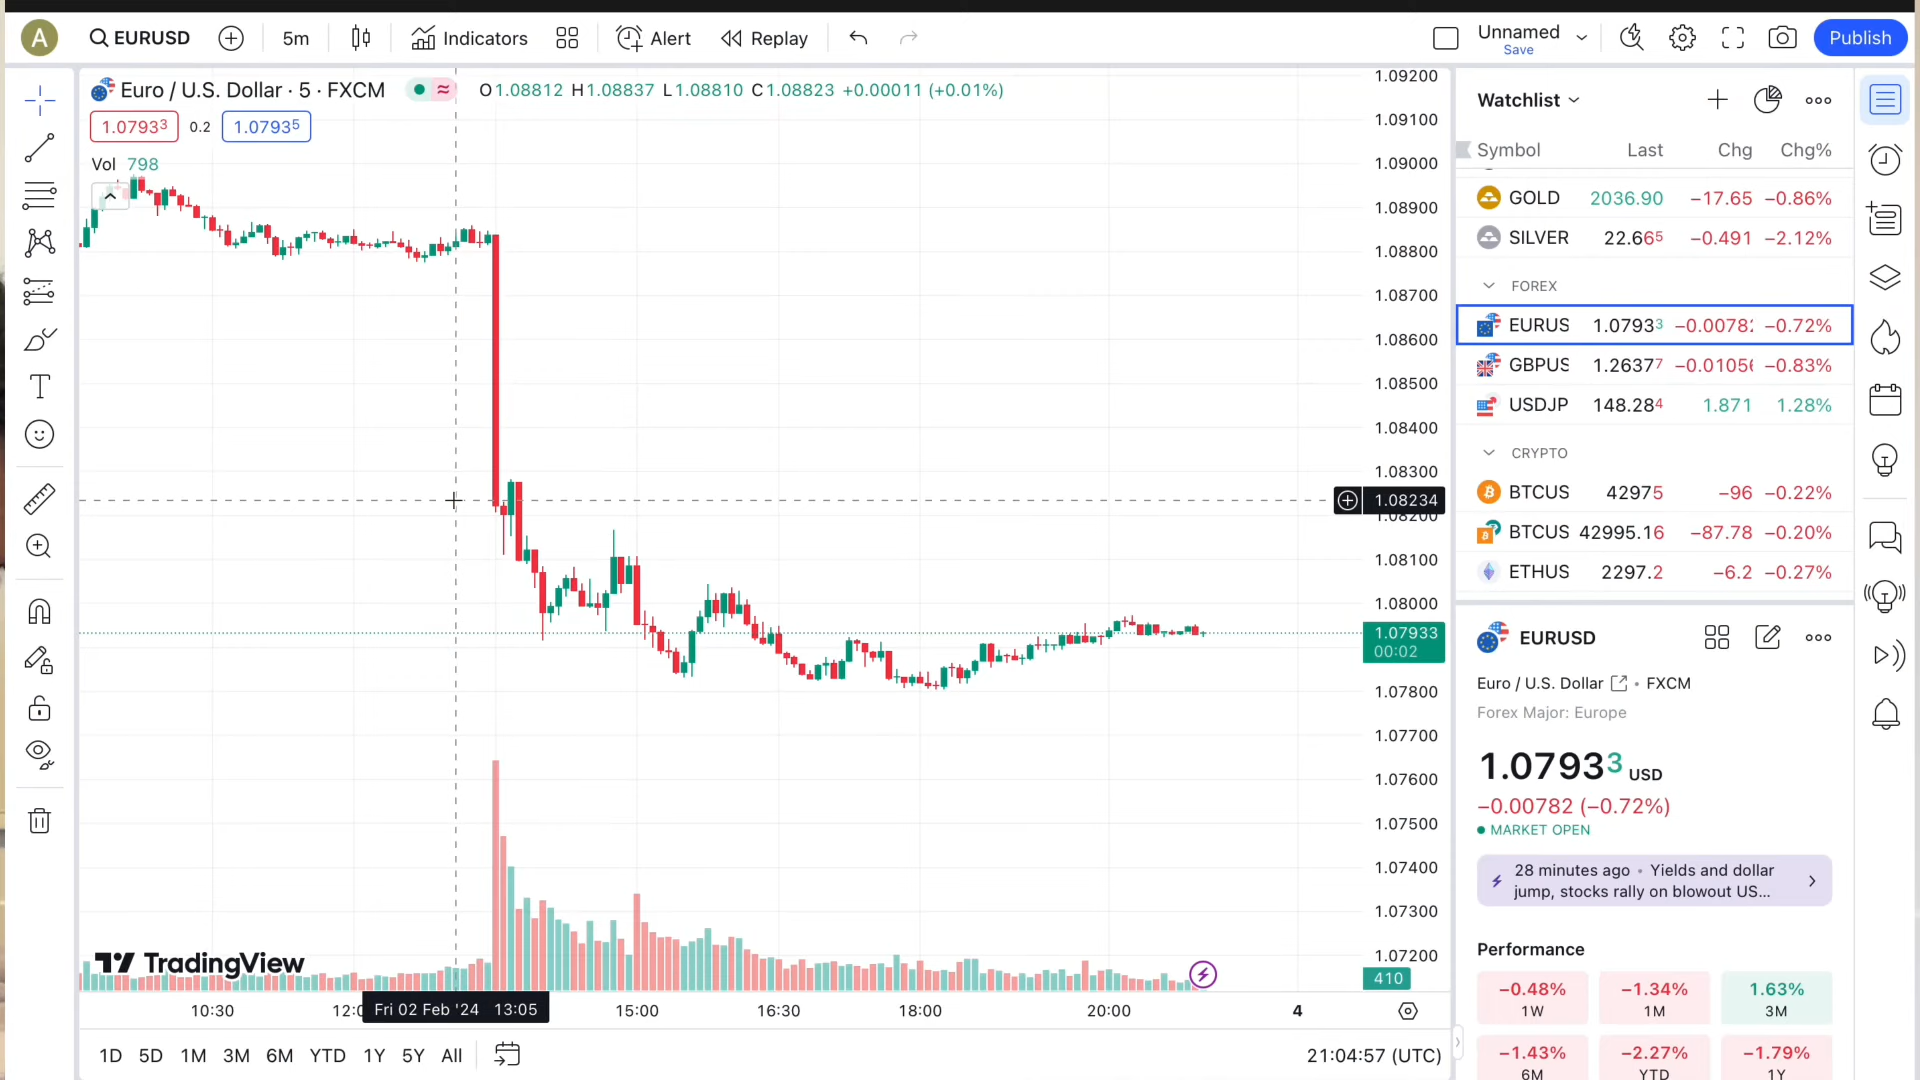 A EURUSD 5m Indicators Alert Replay Unnamed Save Publish
Euro / U.S. Dollar · 5 · FXCM O1.08812 H1.08837 L1.08810 C1.08823 +0.00011 (+0.01%)
1.07933 0.2 1.07935
Vol 798
1.09200
1.09100
1.09000
1.08900
1.08800
1.08700
1.08600
1.08500
1.08400
1.08300
1.08234
1.08200
1.08100
1.08000
1.07933
00:02
1.07800
1.07700
1.07600
1.07500
1.07400
1.07300
1.07200
410
TradingView
10:30 12:0 Fri 02 Feb '24 13:05 15:00 16:30 18:00 20:00 4
1D 5D 1M 3M 6M YTD 1Y 5Y All 21:04:57 (UTC)
Watchlist
Symbol Last Chg Chg%
GOLD 2036.90 −17.65 −0.86%
SILVER 22.665 −0.491 −2.12%
FOREX
EURUS 1.07933 −0.00782 −0.72%
GBPUS 1.26377 −0.01056 −0.83%
USDJP 148.284 1.871 1.28%
CRYPTO
BTCUS 42975 −96 −0.22%
BTCUS 42995.16 −87.78 −0.20%
ETHUS 2297.2 −6.2 −0.27%
EURUSD
Euro / U.S. Dollar • FXCM
Forex Major: Europe
1.07933 USD
−0.00782 (−0.72%)
MARKET OPEN
28 minutes ago • Yields and dollar
jump, stocks rally on blowout US...
Performance
−0.48% −1.34% 1.63%
1W 1M 3M
−1.43% −2.27% −1.79%
6M YTD 1Y